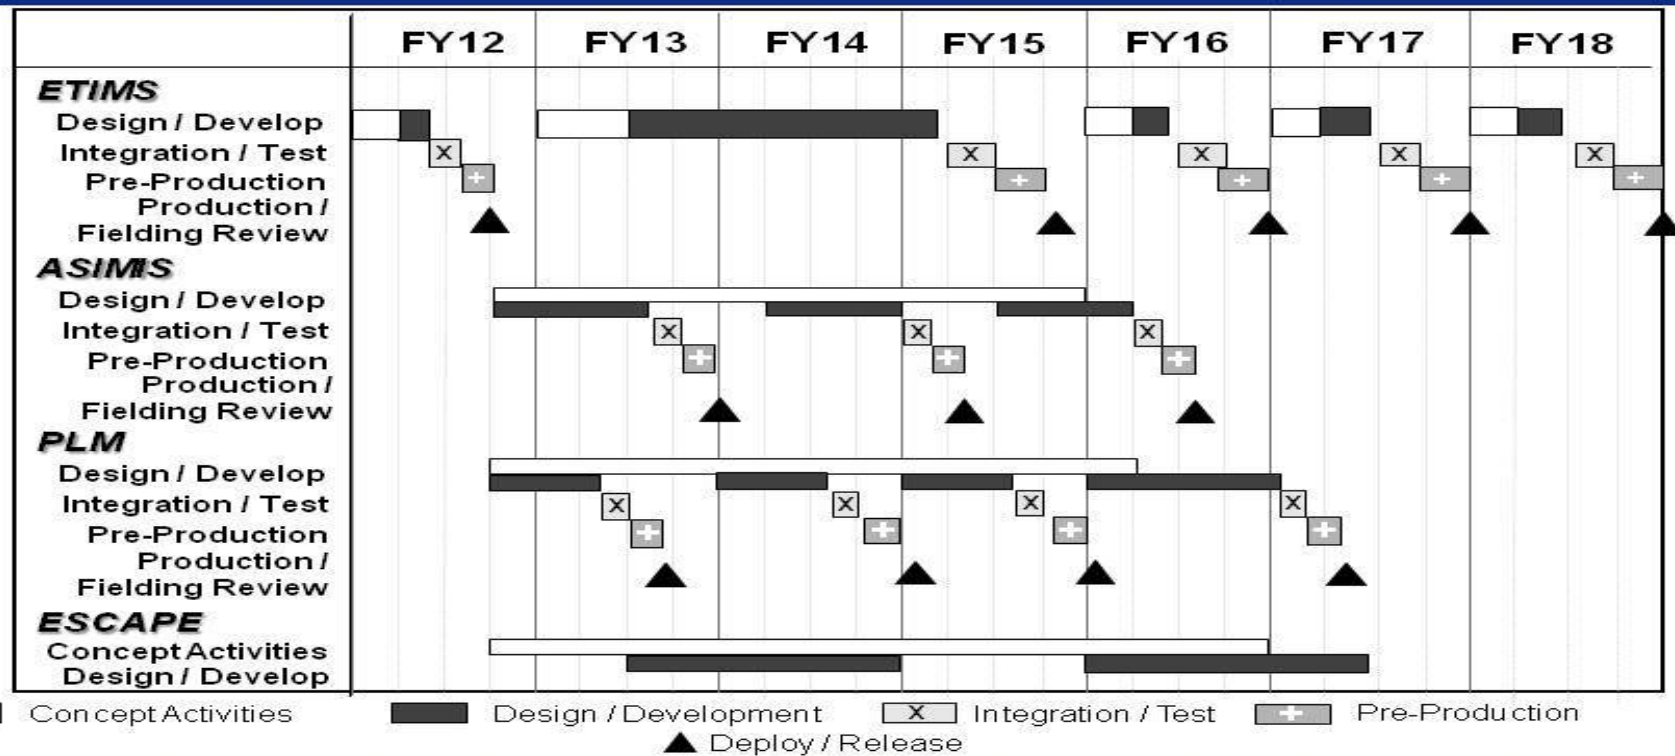 FY12 FY13 FY14 FY15 FY16 FY17 FY18
ETIMS
Design / Develop
Integration / Test
X X X X X
Pre-Production
+ + + + +
Production /
Fielding Review
ASIMIS
Design / Develop
Integration / Test
X X X
Pre-Production
+ + +
Production /
Fielding Review
PLM
Design / Develop
Integration / Test
X X X X
Pre-Production
+ + + +
Production /
Fielding Review
ESCAPE
Concept Activities
Design / Develop
Concept Activities Design / Development X Integration / Test + Pre-Production
Deploy / Release